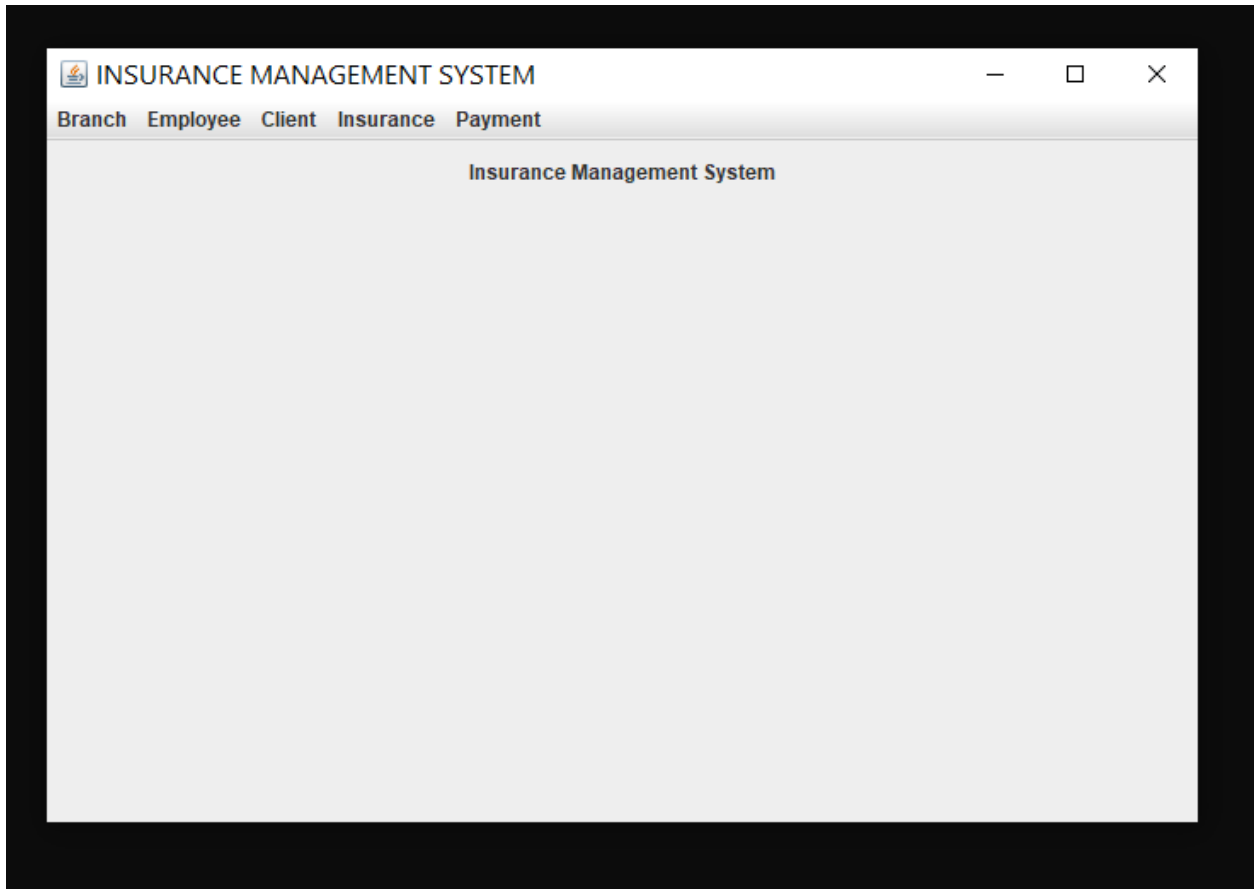 INSURANCE MANAGEMENT SYSTEM
Branch Employee Client Insurance Payment
Insurance Management System